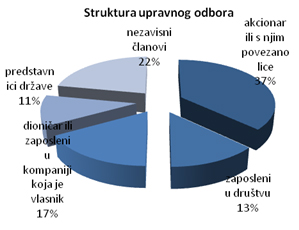 Struktura upravnog odbora
nezavisni
članovi
22%
akcionar
ili s njim
povezano
lice
37%
predstavn
ici države
11%
dioničar ili
zaposleni
u
kompaniji
koja je
vlasnik
17%
zaposleni
u društvu
13%